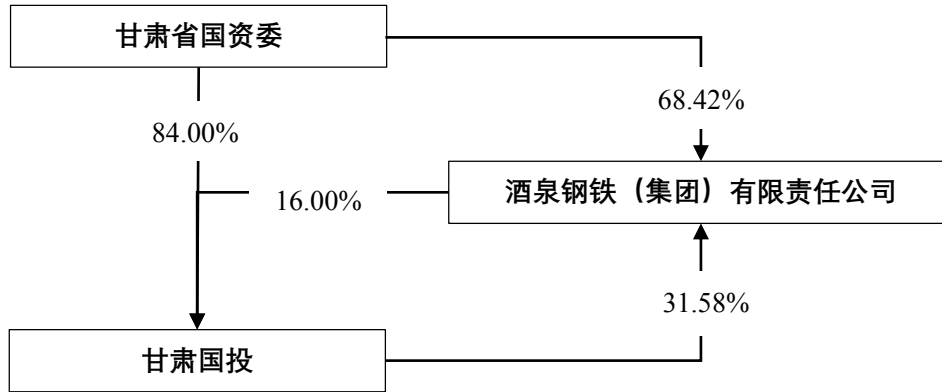 甘肃省国资委
68.42%
84.00%
酒泉钢铁（集团）有限责任公司
16.00%
31.58%
甘肃国投